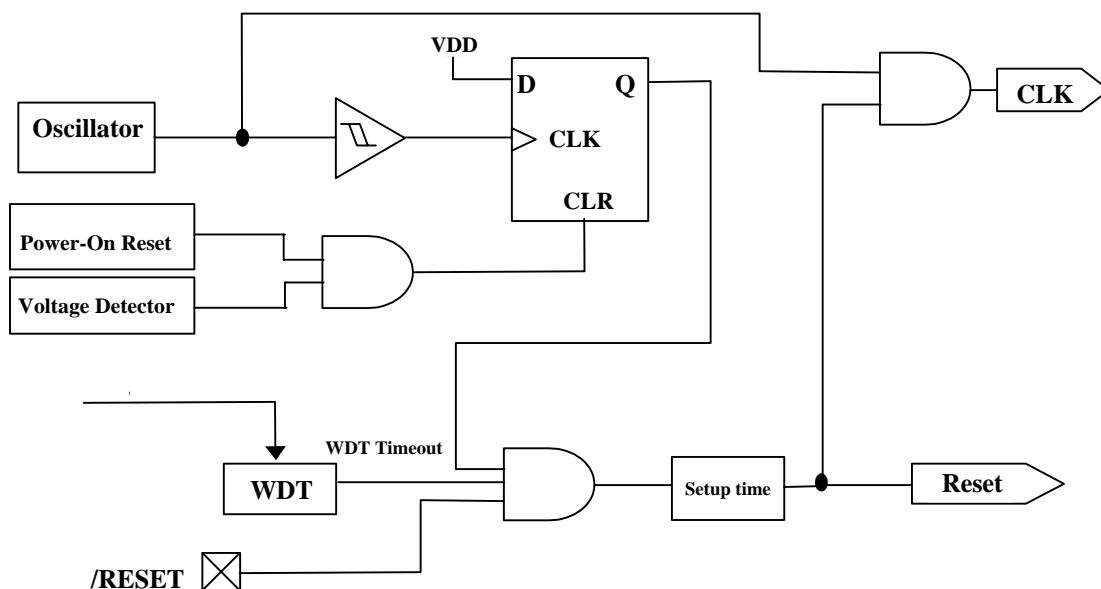 VDD
D Q
CLK
Oscillator
CLK
CLR
Power-On Reset
Voltage Detector
WDT Timeout
WDT
Setup time
Reset
/RESET